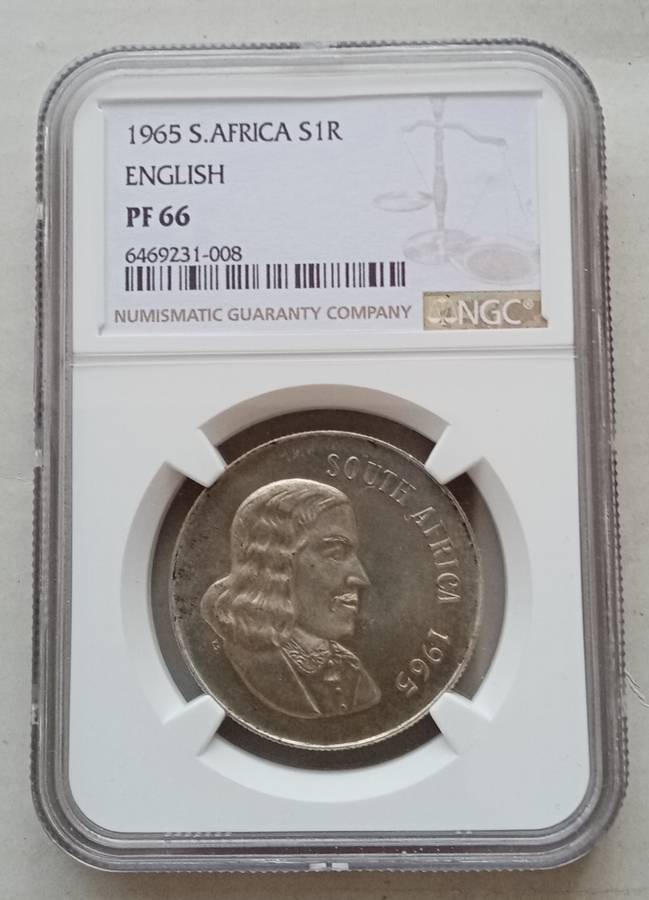 1965 S.AFRICA S1R
ENGLISH
PF 66
6469231-008
NUMISMATIC GUARANTY COMPANY
NGC®
SOUTH AFRICA 1965